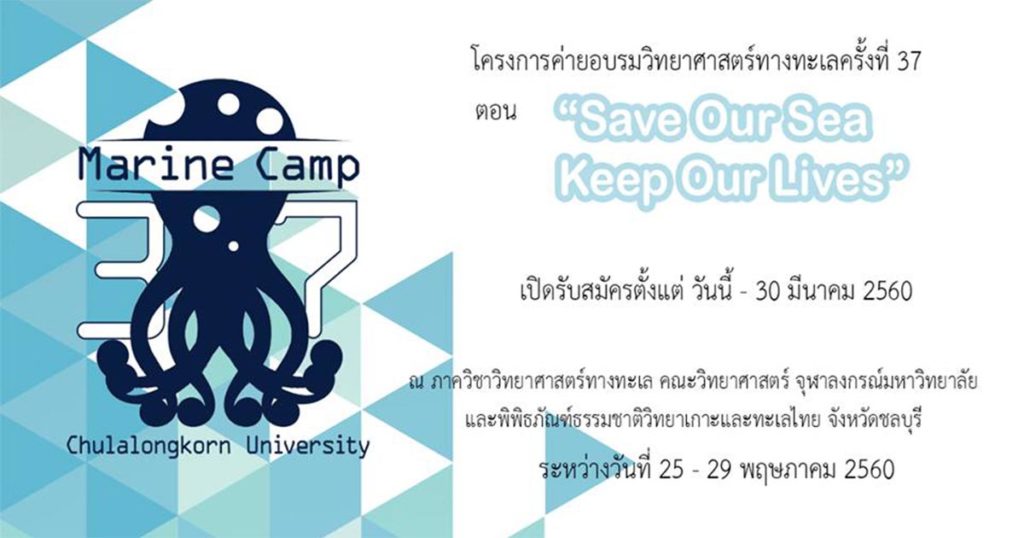 Marine Camp
37
Chulalongkorn University
โครงการค่ายอบรมวิทยาศาสตร์ทางทะเลครั้งที่ 37
ตอน “Save Our Sea
Keep Our Lives”
เปิดรับสมัครตั้งแต่ วันนี้ - 30 มีนาคม 2560
ณ ภาควิชาวิทยาศาสตร์ทางทะเล คณะวิทยาศาสตร์ จุฬาลงกรณ์มหาวิทยาลัย
และพิพิธภัณฑ์ธรรมชาติวิทยาเกาะและทะเลไทย จังหวัดชลบุรี
ระหว่างวันที่ 25 - 29 พฤษภาคม 2560